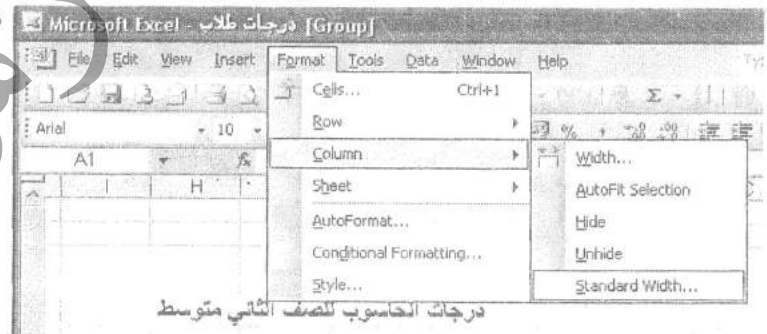 Microsoft Excel - درجات طلاب [Group]
File Edit View Insert Format Tools Data Window Help
Arial 10
A1 fx
I H
Cells... Ctrl+1
Row
Column
Sheet
AutoFormat...
Conditional Formatting...
Style...
Width...
AutoFit Selection
Hide
Unhide
Standard Width...
درجات الحاسوب للصف الثاني متوسط